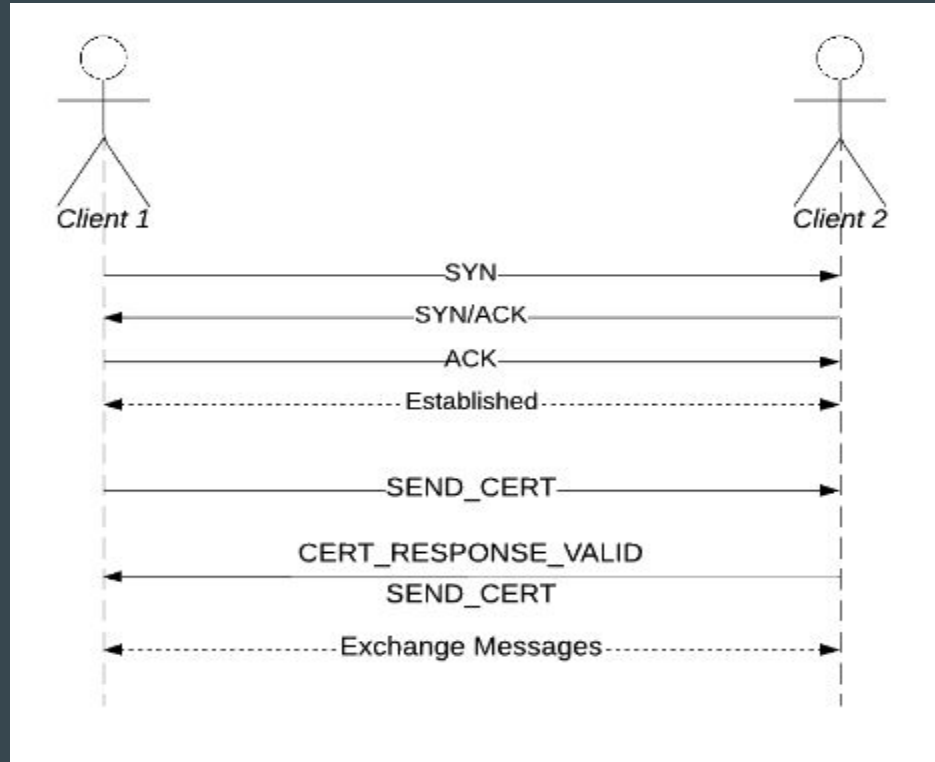 Client 1
Client 2
SYN
SYN/ACK
ACK
Established
SEND_CERT
CERT_RESPONSE_VALID
SEND_CERT
Exchange Messages